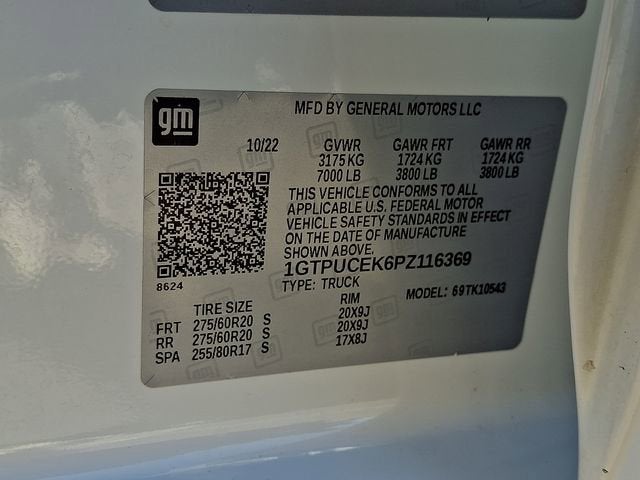 gm
MFD BY GENERAL MOTORS LLC
10/22 GVWR GAWR FRT GAWR RR
3175 KG 1724 KG 1724 KG
7000 LB 3800 LB 3800 LB
THIS VEHICLE CONFORMS TO ALL
APPLICABLE U.S. FEDERAL MOTOR
VEHICLE SAFETY STANDARDS IN EFFECT
ON THE DATE OF MANUFACTURE
SHOWN ABOVE.
1GTPUCEK6PZ116369
8624 TYPE: TRUCK MODEL: 69TK10543
TIRE SIZE RIM
FRT 275/60R20 S 20X9J
RR 275/60R20 S 20X9J
SPA 255/80R17 S 17X8J